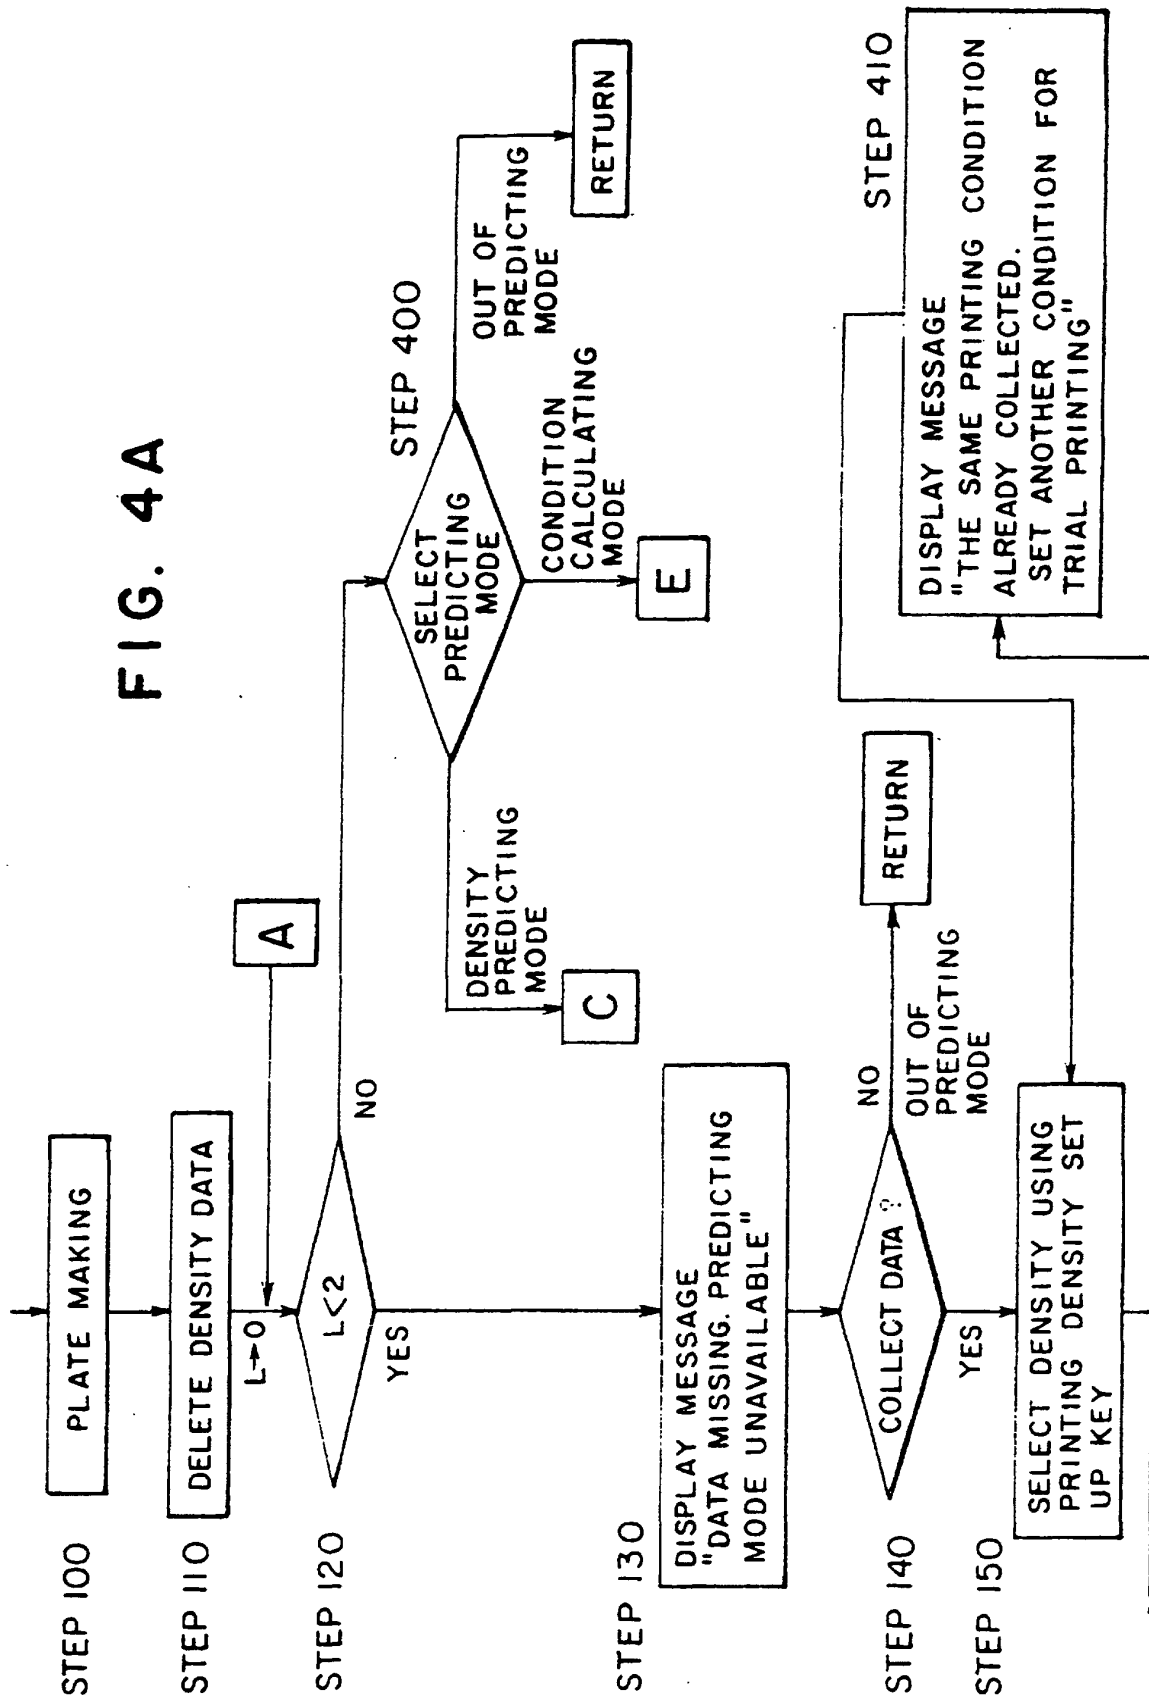 FIG. 4A
STEP 100
PLATE MAKING
STEP 110
DELETE DENSITY DATA
L→0
A
STEP 120
L<2
NO
YES
STEP 400
SELECT
PREDICTING
MODE
DENSITY
PREDICTING
MODE
C
CONDITION
CALCULATING
MODE
E
OUT OF
PREDICTING
MODE
RETURN
STEP 130
DISPLAY MESSAGE
"DATA MISSING. PREDICTING
MODE UNAVAILABLE"
STEP 140
COLLECT DATA ?
NO
OUT OF
PREDICTING
MODE
RETURN
YES
STEP 150
SELECT DENSITY USING
PRINTING DENSITY SET
UP KEY
STEP 410
DISPLAY MESSAGE
"THE SAME PRINTING CONDITION
ALREADY COLLECTED.
SET ANOTHER CONDITION FOR
TRIAL PRINTING"